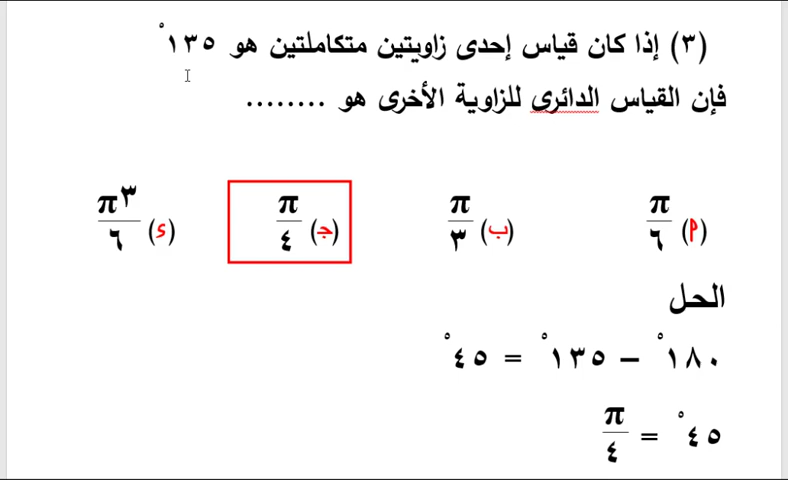 (٣) إذا كان قياس إحدى زاويتين متكاملتين هو ١٣٥°
فإن القياس الدائرى للزاوية الأخرى هو ........
(أ) π/٦ (ب) π/٣ (ج) π/٤ (ء) ٣π/٦
الحل
١٨٠° – ١٣٥° = ٤٥°
٤٥° = π/٤